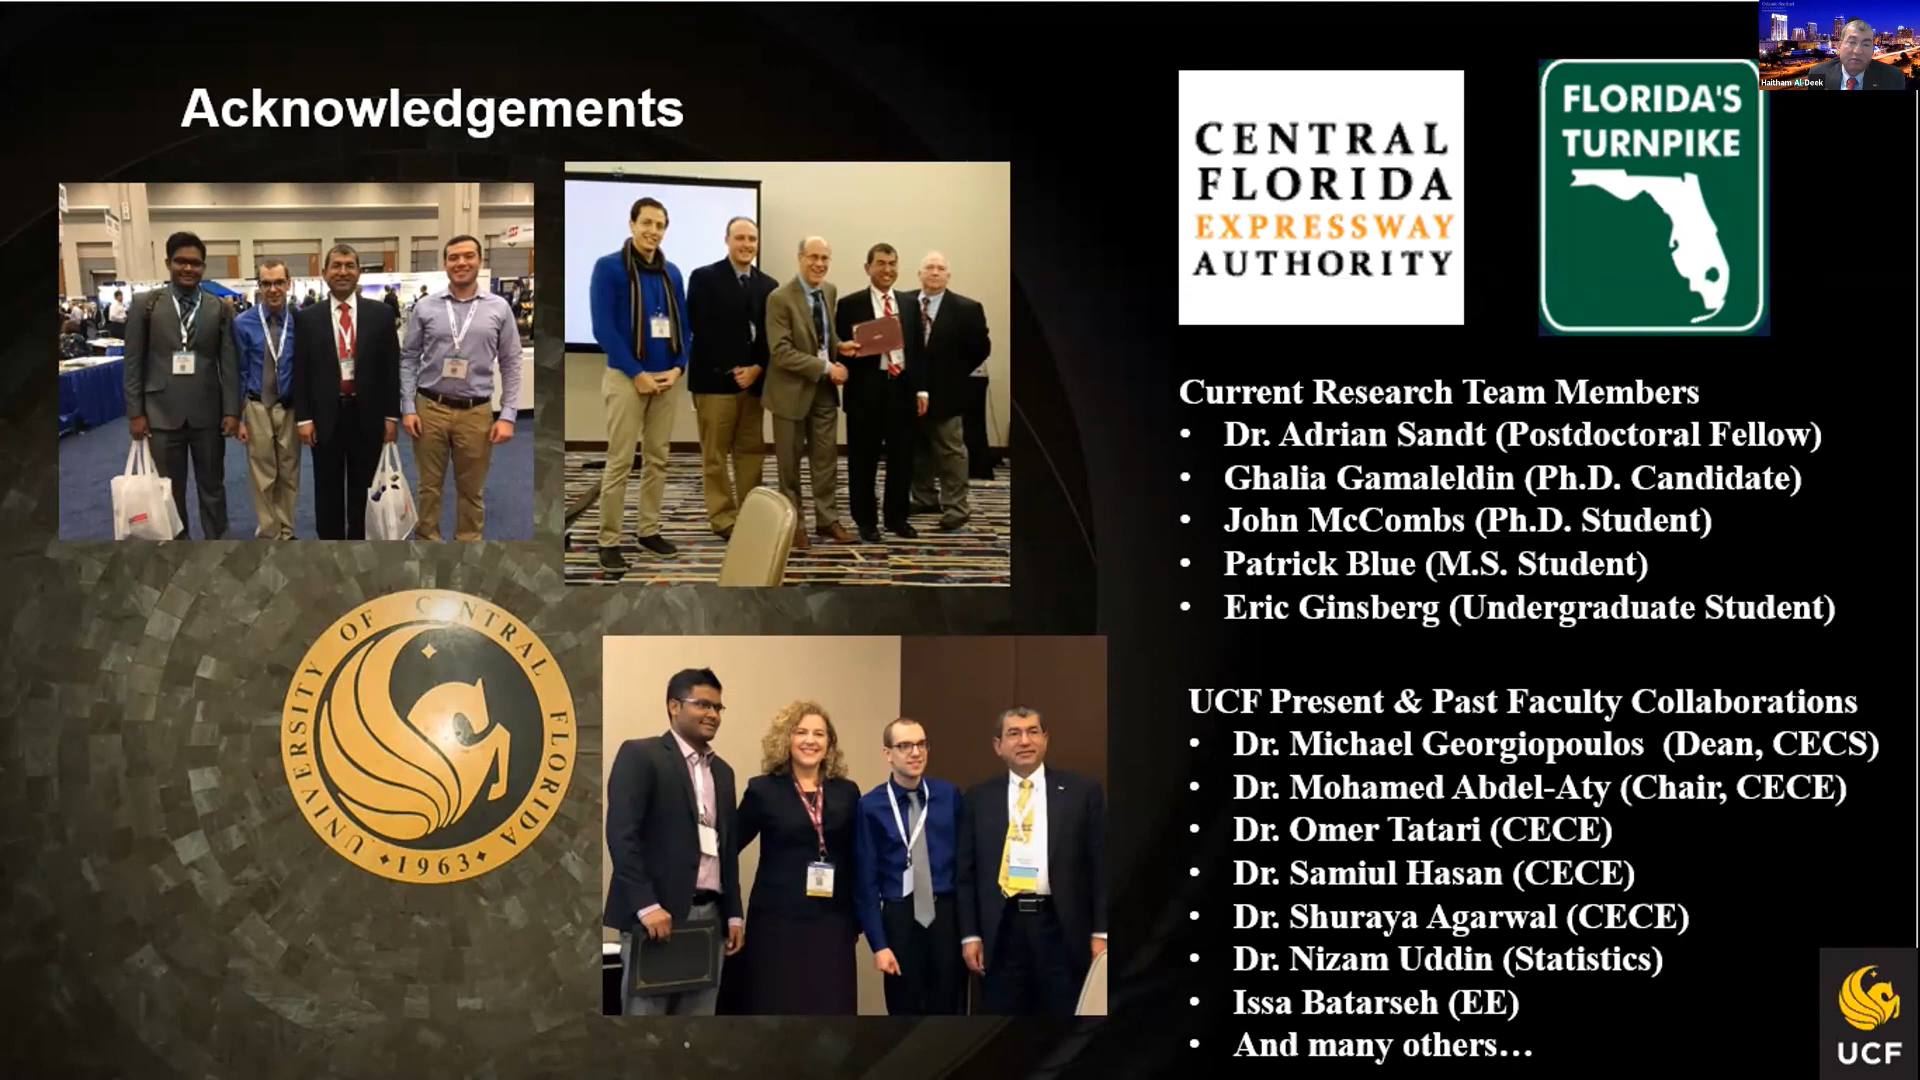 Acknowledgements
CENTRAL
FLORIDA
EXPRESSWAY
AUTHORITY
FLORIDA'S
TURNPIKE
Haitham Al-Deek
Current Research Team Members
• Dr. Adrian Sandt (Postdoctoral Fellow)
• Ghalia Gamaleldin (Ph.D. Candidate)
• John McCombs (Ph.D. Student)
• Patrick Blue (M.S. Student)
• Eric Ginsberg (Undergraduate Student)
UCF Present & Past Faculty Collaborations
• Dr. Michael Georgiopoulos (Dean, CECS)
• Dr. Mohamed Abdel-Aty (Chair, CECE)
• Dr. Omer Tatari (CECE)
• Dr. Samiul Hasan (CECE)
• Dr. Shuraya Agarwal (CECE)
• Dr. Nizam Uddin (Statistics)
• Issa Batarseh (EE)
• And many others…
UNIVERSITY OF CENTRAL FLORIDA
1963
UCF